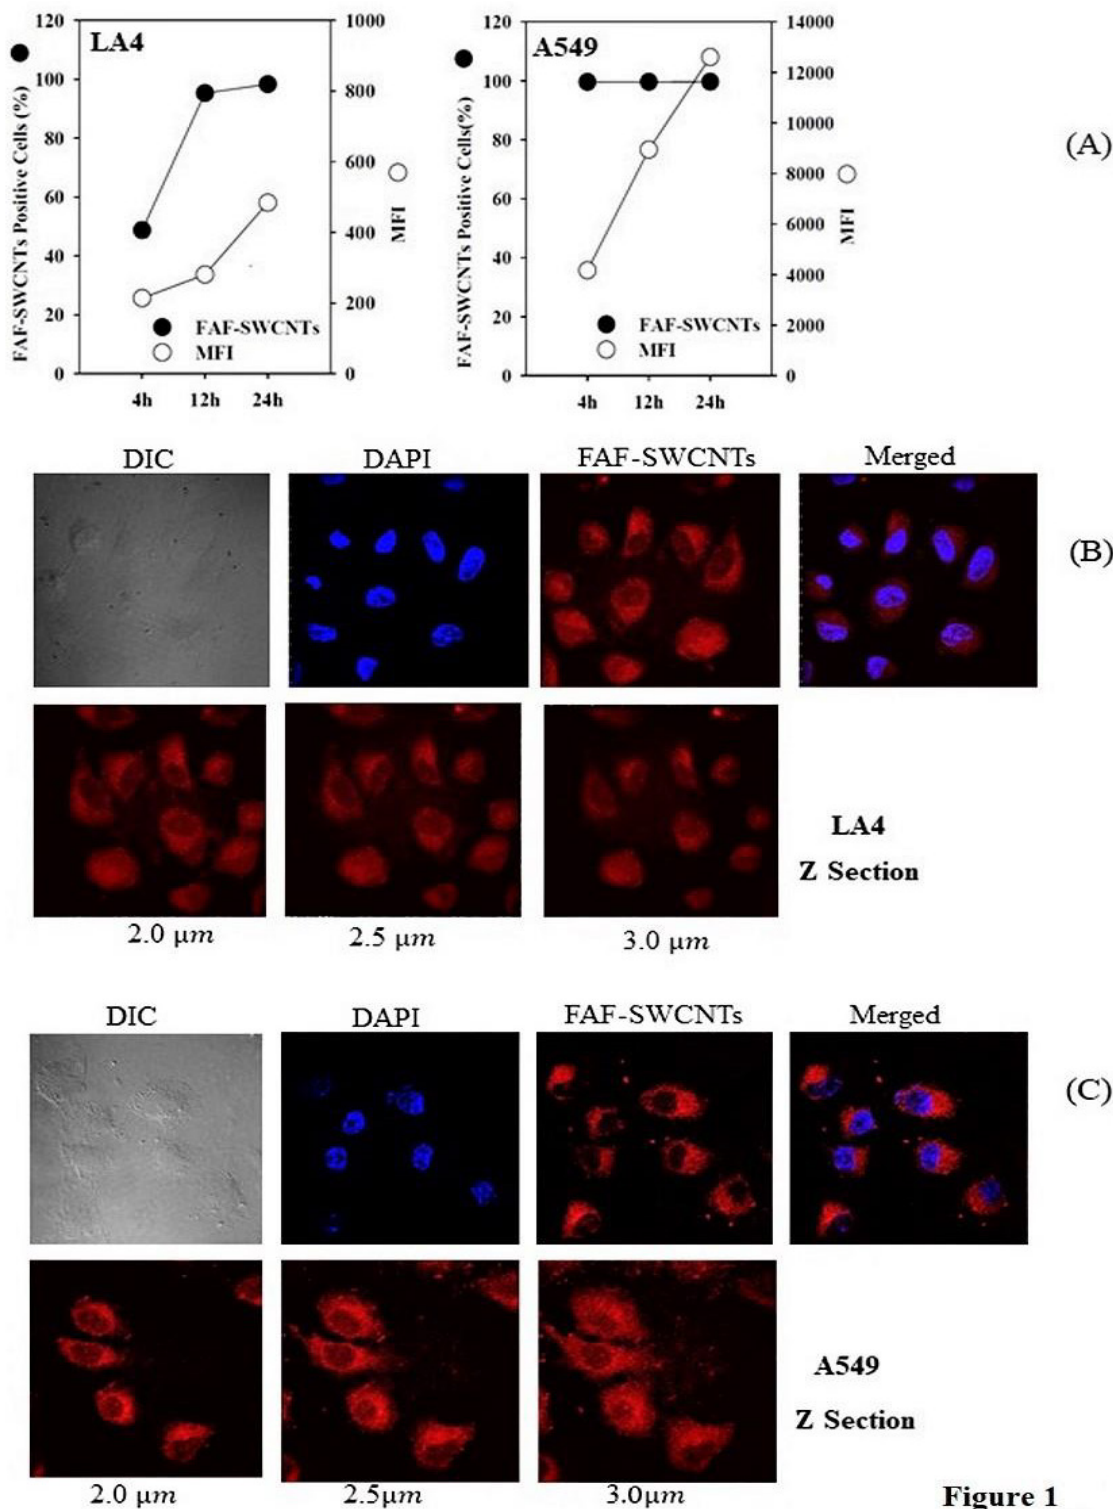 LA4
FAF-SWCNTs Positive Cells (%)
120
100
80
60
40
20
0
1000
800
600
400
200
0
MFI
FAF-SWCNTs
MFI
4h 12h 24h
A549
FAF-SWCNTs Positive Cells(%)
120
100
80
60
40
20
0
14000
12000
10000
8000
6000
4000
2000
0
MFI
FAF-SWCNTs
MFI
4h 12h 24h
(A)
DIC DAPI FAF-SWCNTs Merged
(B)
LA4
Z Section
2.0 μm 2.5 μm 3.0 μm
DIC DAPI FAF-SWCNTs Merged
(C)
A549
Z Section
2.0 μm 2.5μm 3.0μm
Figure 1